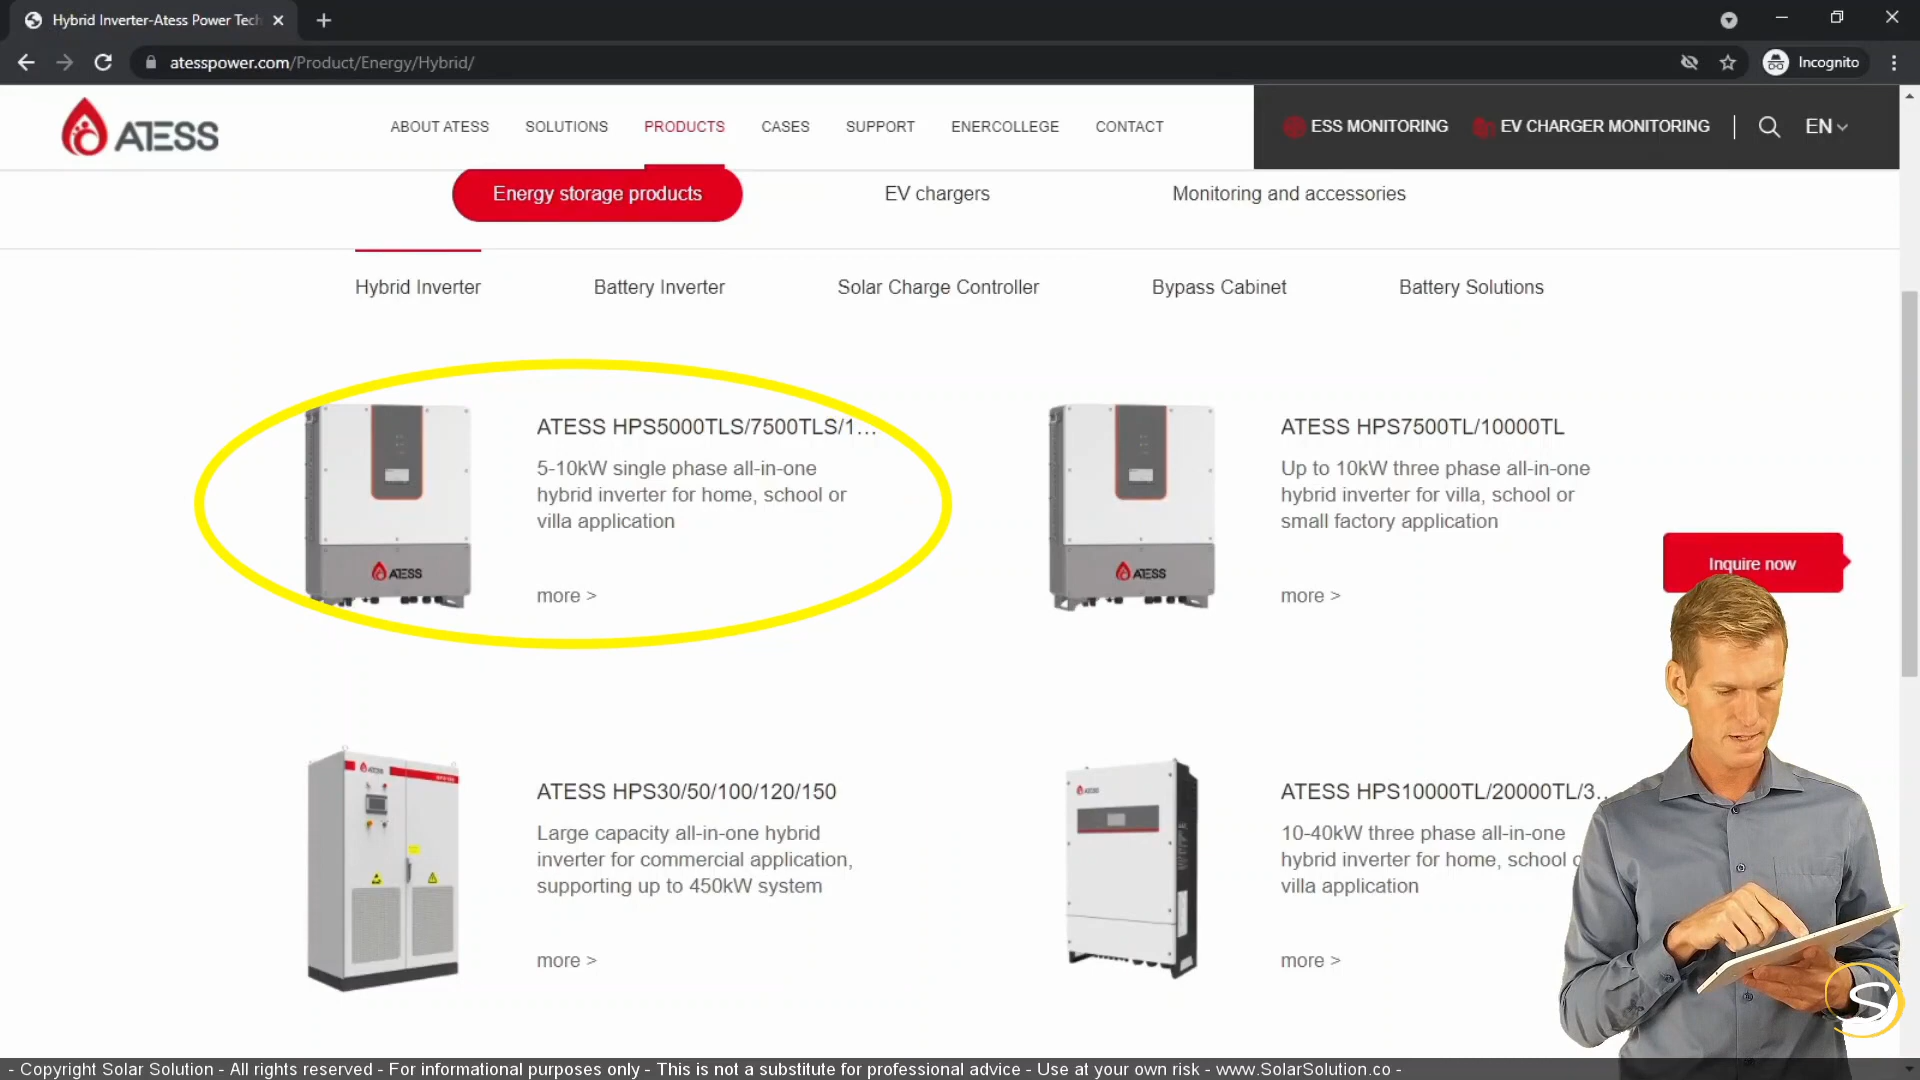 Hybrid Inverter-Atess Power Tech
atesspower.com/Product/Energy/Hybrid/
Incognito
ATESS
ABOUT ATESS
SOLUTIONS
PRODUCTS
CASES
SUPPORT
ENERCOLLEGE
CONTACT
ESS MONITORING
EV CHARGER MONITORING
EN
Energy storage products
EV chargers
Monitoring and accessories
Hybrid Inverter
Battery Inverter
Solar Charge Controller
Bypass Cabinet
Battery Solutions
ATESS
ATESS HPS5000TLS/7500TLS/1...
5-10kW single phase all-in-one
hybrid inverter for home, school or
villa application
more >
ATESS
ATESS HPS7500TL/10000TL
Up to 10kW three phase all-in-one
hybrid inverter for villa, school or
small factory application
more >
Inquire now
ATESS
ATESS HPS30/50/100/120/150
Large capacity all-in-one hybrid
inverter for commercial application,
supporting up to 450kW system
more >
ATESS
ATESS HPS10000TL/20000TL/3..
10-40kW three phase all-in-one
hybrid inverter for home, school
villa application
more >
S
- Copyright Solar Solution - All rights reserved - For informational purposes only - This is not a substitute for professional advice - Use at your own risk - www.SolarSolution.co -